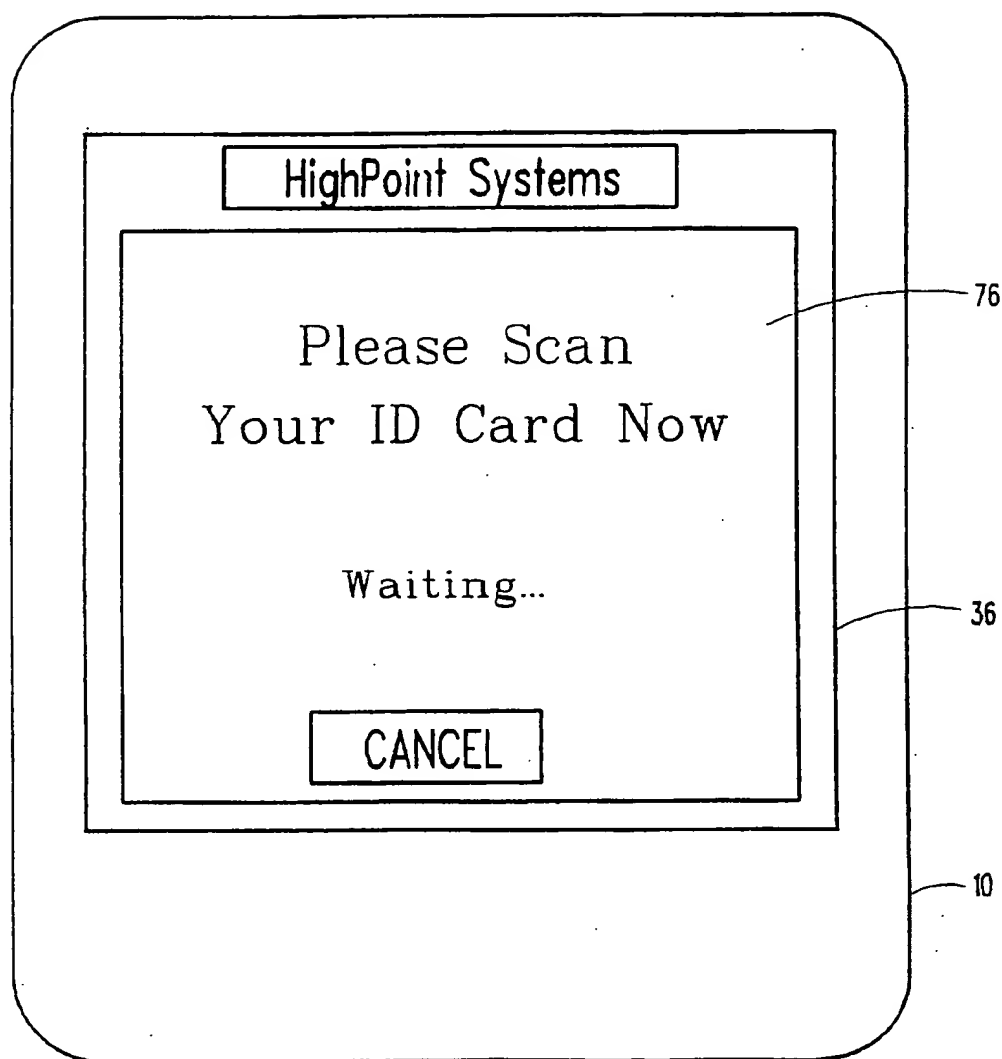 HighPoint Systems
Please Scan
Your ID Card Now
Waiting...
CANCEL
76
36
10